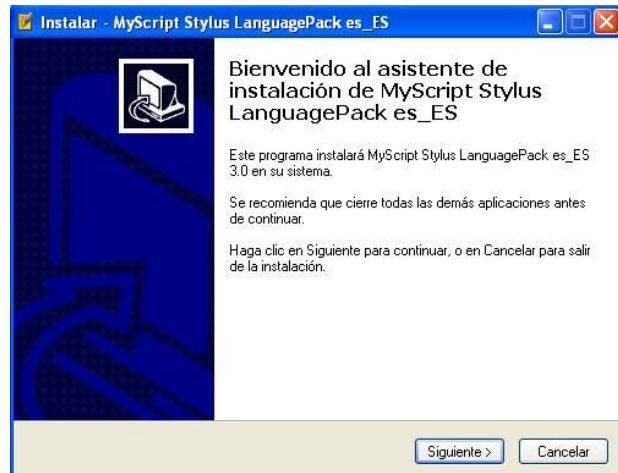 Instalar - MyScript Stylus LanguagePack es_ES
Bienvenido al asistente de
instalación de MyScript Stylus
LanguagePack es_ES
Este programa instalará MyScript Stylus LanguagePack es_ES
3.0 en su sistema.
Se recomienda que cierre todas las demás aplicaciones antes
de continuar.
Haga clic en Siguiente para continuar, o en Cancelar para salir
de la instalación.
Siguiente >
Cancelar